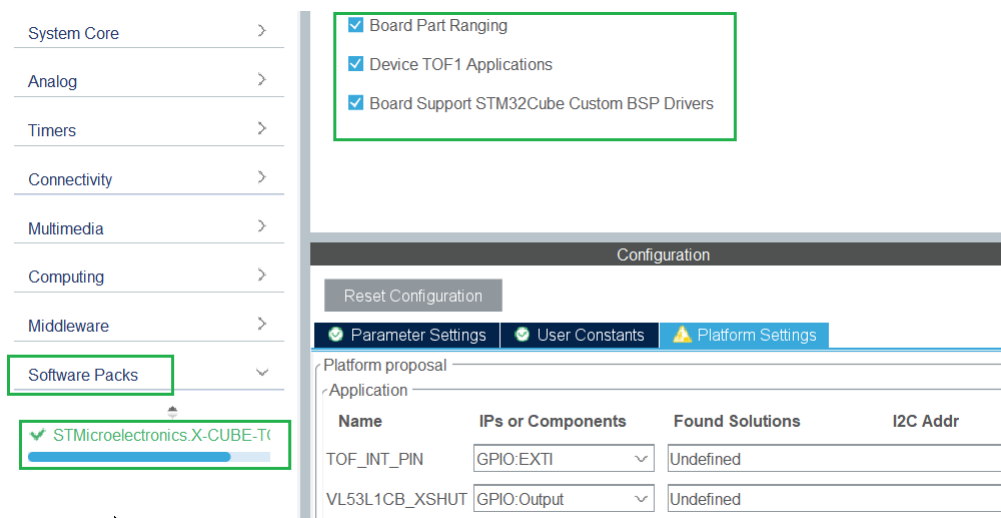 System Core
Analog
Timers
Connectivity
Multimedia
Computing
Middleware
Software Packs
STMicroelectronics.X-CUBE-T
Board Part Ranging
Device TOF1 Applications
Board Support STM32Cube Custom BSP Drivers
Configuration
Reset Configuration
Parameter Settings User Constants Platform Settings
Platform proposal
Application
Name IPs or Components Found Solutions I2C Addr
TOF_INT_PIN GPIO:EXTI Undefined
VL53L1CB_XSHUT GPIO:Output Undefined